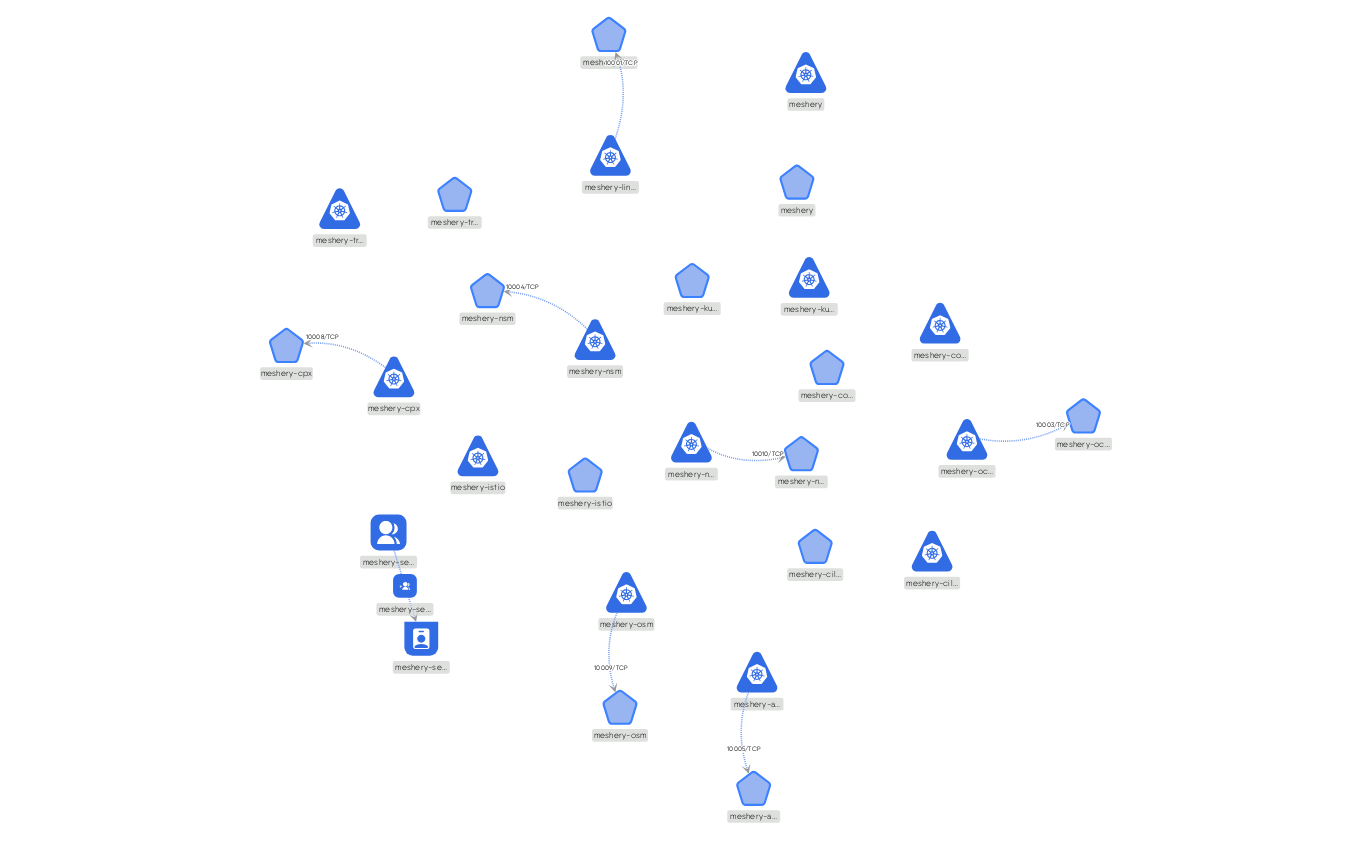 10001/TCP
meshery
meshery-lin...
meshery
meshery-tr...
meshery-tr...
10004/TCP
meshery-nsm
meshery-ku...
meshery-ku...
10008/TCP
meshery-cpx
meshery-nsm
meshery-co...
meshery-co...
meshery-cpx
10003/TCP
meshery-oc...
10010/TCP
meshery-oc...
meshery-n...
meshery-n...
meshery-istio
meshery-istio
meshery-se...
meshery-cil...
meshery-cil...
meshery-se...
meshery-osm
meshery-se...
10009/TCP
meshery-a...
meshery-osm
10005/TCP
meshery-a...